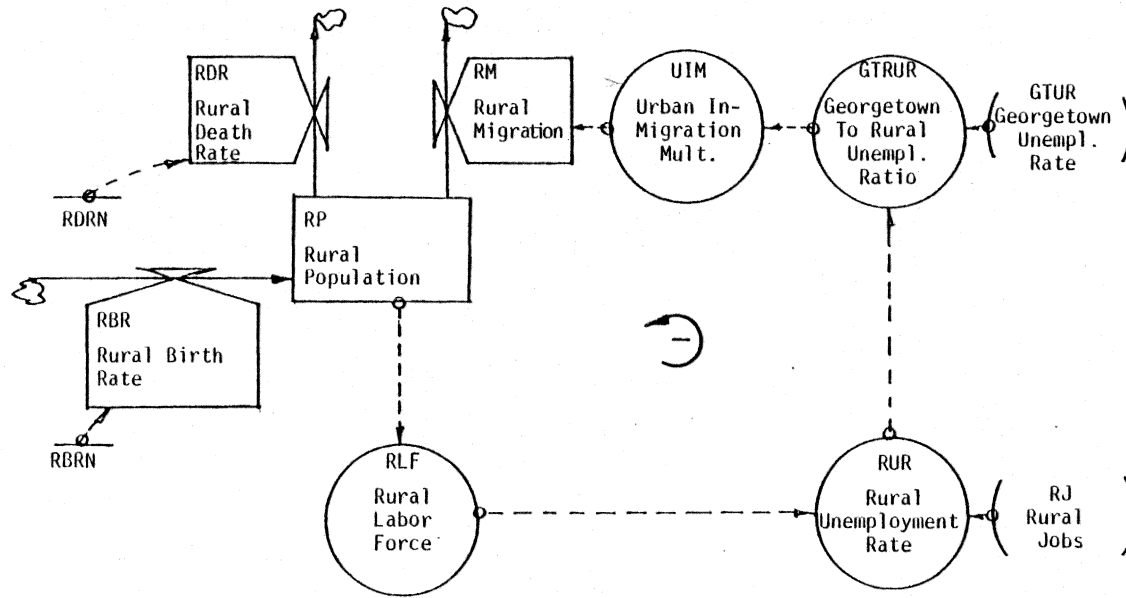 RDR
Rural
Death
Rate
RM
Rural
Migration
UIM
Urban In-
Migration
Mult.
GTRUR
Georgetown
To Rural
Unempl.
Ratio
GTUR
Georgetown
Unempl.
Rate
RDRN
RP
Rural
Population
RBR
Rural Birth
Rate
RBRN
RLF
Rural
Labor
Force
RUR
Rural
Unemployment
Rate
RJ
Rural
Jobs